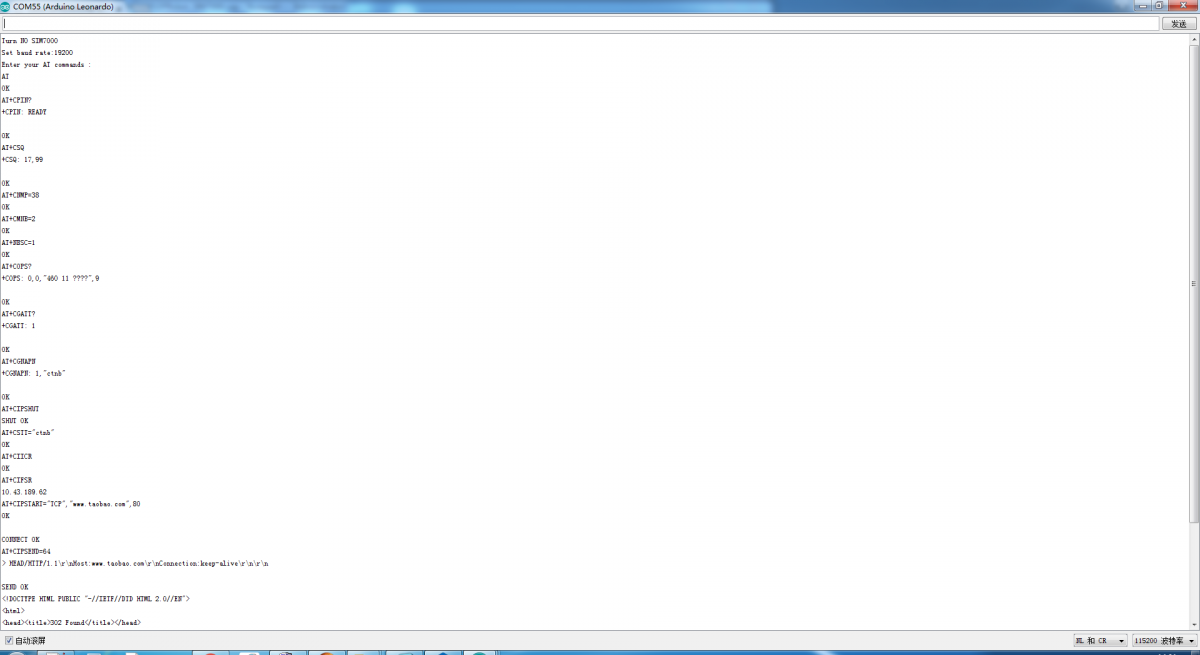 COM55 (Arduino Leonardo)
发送
Turn NO SIM7000
Set baud rate:19200
Enter your AT commands :
AT
OK
AT+CPIN?
+CPIN: READY
OK
AT+CSQ
+CSQ: 17,99
OK
AT+CNMP=38
OK
AT+CMNB=2
OK
AT+NBSC=1
OK
AT+COPS?
+COPS: 0,0,"460 11 ????",9
OK
AT+CGATT?
+CGATT: 1
OK
AT+CGNAPN
+CGNAPN: 1,"ctnb"
OK
AT+CIPSHUT
SHUT OK
AT+CSTT="ctnb"
OK
AT+CIICR
OK
AT+CIFSR
10.43.189.62
AT+CIPSTART="TCP","www.taobao.com",80
OK
CONNECT OK
AT+CIPSEND=64
> HEAD/HTTP/1.1\r\nHost:www.taobao.com\r\nConnection:keep-alive\r\n\r\n
SEND OK
<!DOCTYPE HTML PUBLIC "-//IETF//DTD HTML 2.0//EN">
<html>
<head><title>302 Found</title></head>
自动滚屏
NL 和 CR
115200 波特率